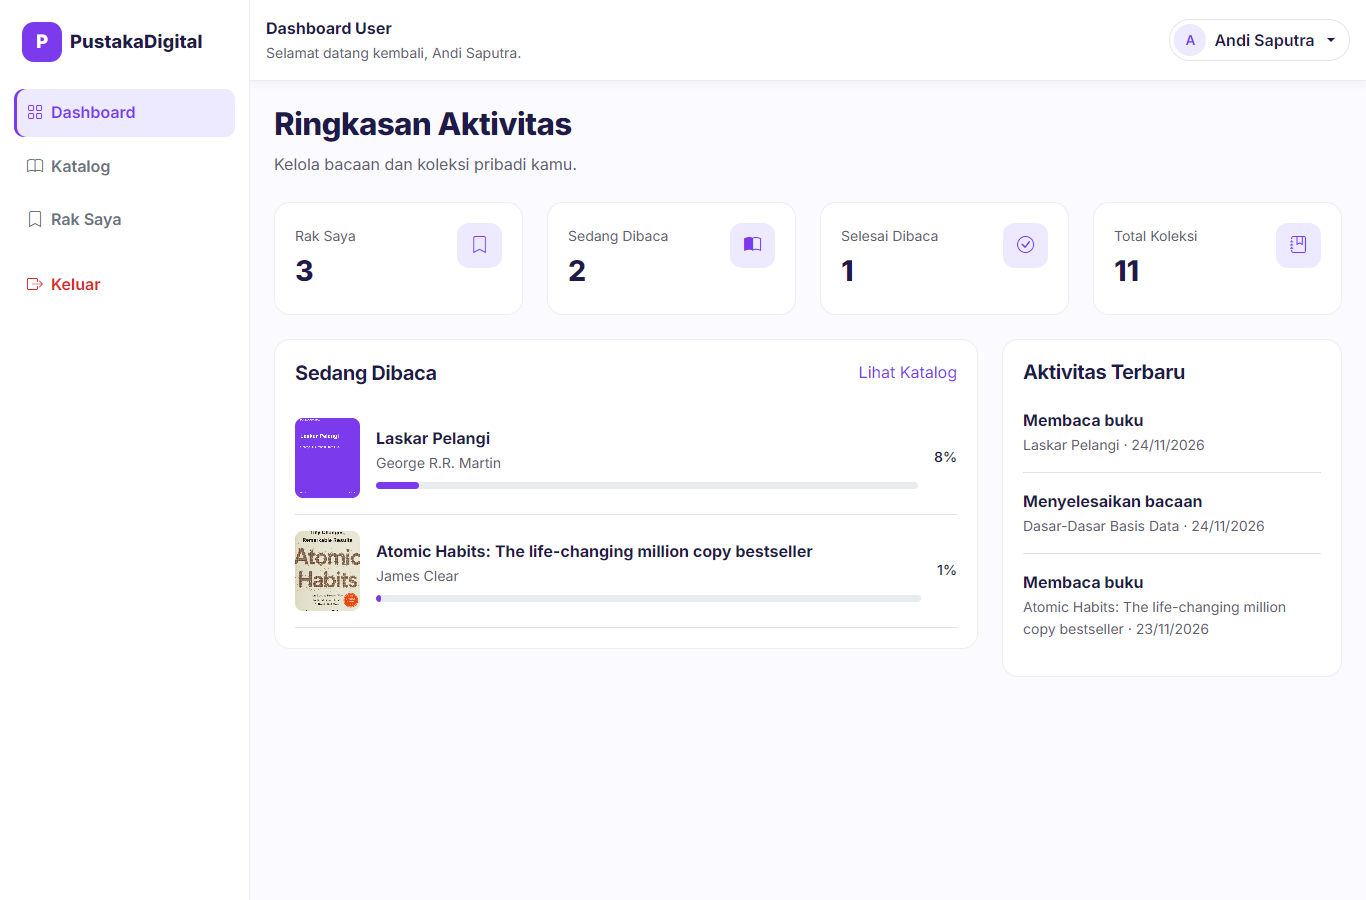 P PustakaDigital
Dashboard
Katalog
Rak Saya
Keluar
Dashboard User
Selamat datang kembali, Andi Saputra.
A Andi Saputra
Ringkasan Aktivitas
Kelola bacaan dan koleksi pribadi kamu.
Rak Saya
3
Sedang Dibaca
2
Selesai Dibaca
1
Total Koleksi
11
Sedang Dibaca
Lihat Katalog
Laskar Pelangi
Laskar Pelangi
George R.R. Martin
8%
Remarkable Results
Atomic
Habits
Atomic Habits: The life-changing million copy bestseller
James Clear
1%
Aktivitas Terbaru
Membaca buku
Laskar Pelangi · 24/11/2026
Menyelesaikan bacaan
Dasar-Dasar Basis Data · 24/11/2026
Membaca buku
Atomic Habits: The life-changing million
copy bestseller · 23/11/2026